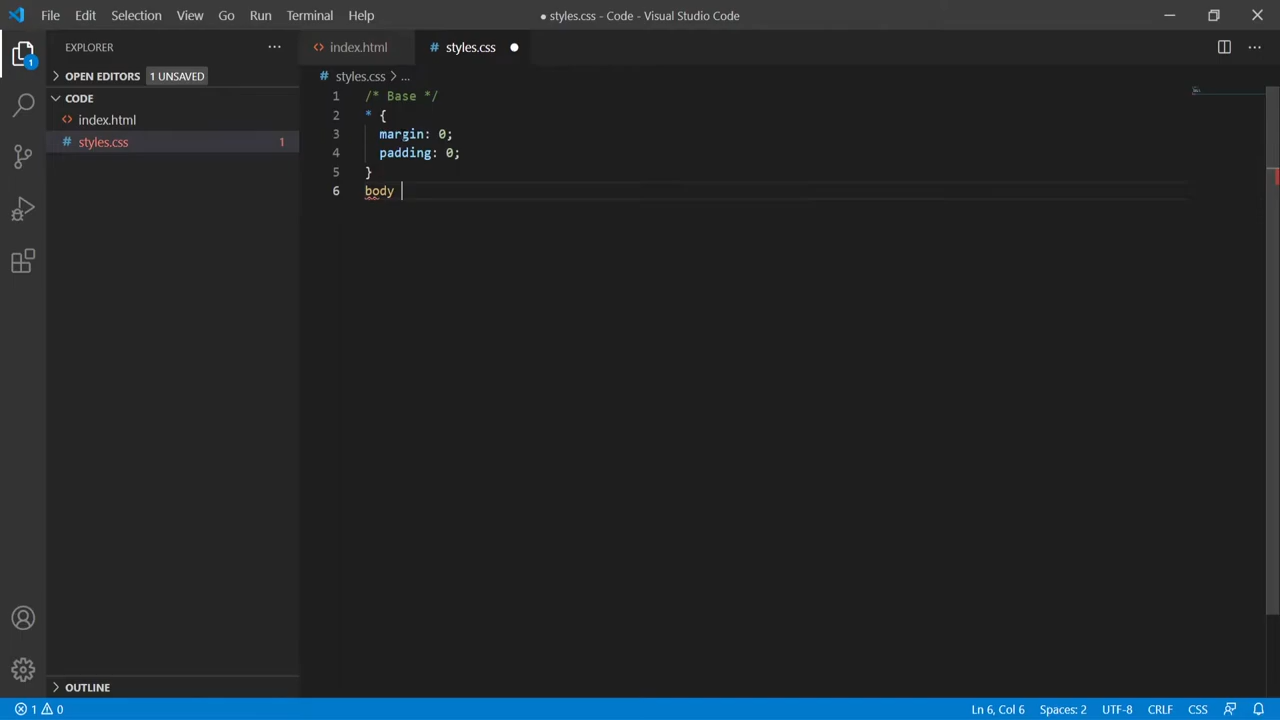 File Edit Selection View Go Run Terminal Help
● styles.css - Code - Visual Studio Code
EXPLORER
OPEN EDITORS 1 UNSAVED
CODE
index.html
styles.css 1
OUTLINE
index.html
styles.css
styles.css > ...
1 /* Base */
2 * {
3 margin: 0;
4 padding: 0;
5 }
6 body
1
1 0
Ln 6, Col 6 Spaces: 2 UTF-8 CRLF CSS